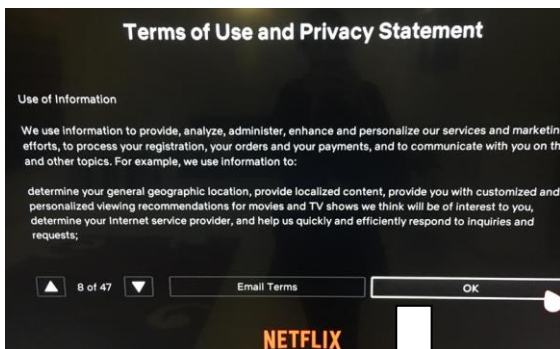 Terms of Use and Privacy Statement
Use of Information
We use information to provide, analyze, administer, enhance and personalize our services and marketin
efforts, to process your registration, your orders and your payments, and to communicate with you on th
and other topics. For example, we use information to:
determine your general geographic location, provide localized content, provide you with customized and
personalized viewing recommendations for movies and TV shows we think will be of interest to you,
determine your Internet service provider, and help us quickly and efficiently respond to inquiries and
requests;
8 of 47
Email Terms
OK
NETFLIX